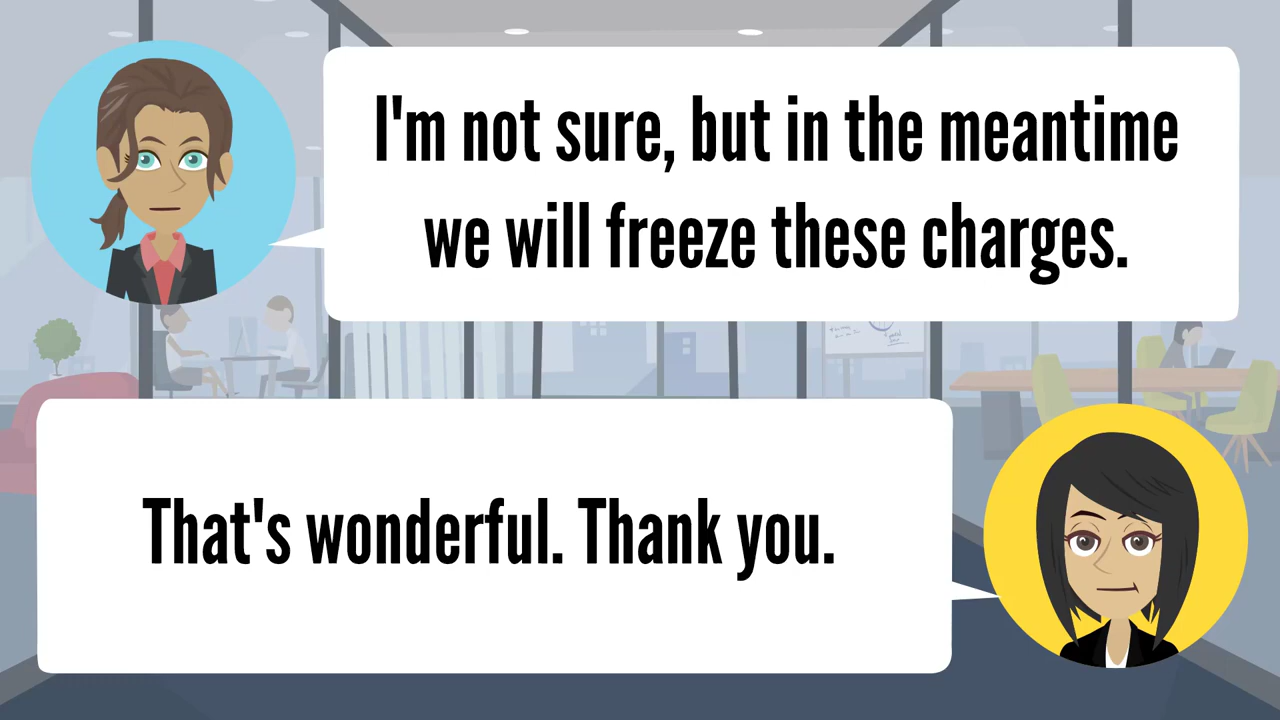 I'm not sure, but in the meantime
we will freeze these charges.
That's wonderful. Thank you.